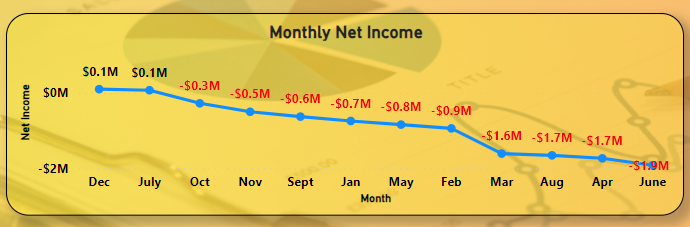 Monthly Net Income
Net Income
$0M
-$2M
$0.1M $0.1M -$0.3M -$0.5M -$0.6M -$0.7M -$0.8M -$0.9M -$1.6M -$1.7M -$1.7M -$1.9M
Dec July Oct Nov Sept Jan May Feb Mar Aug Apr June
Month
TITLE